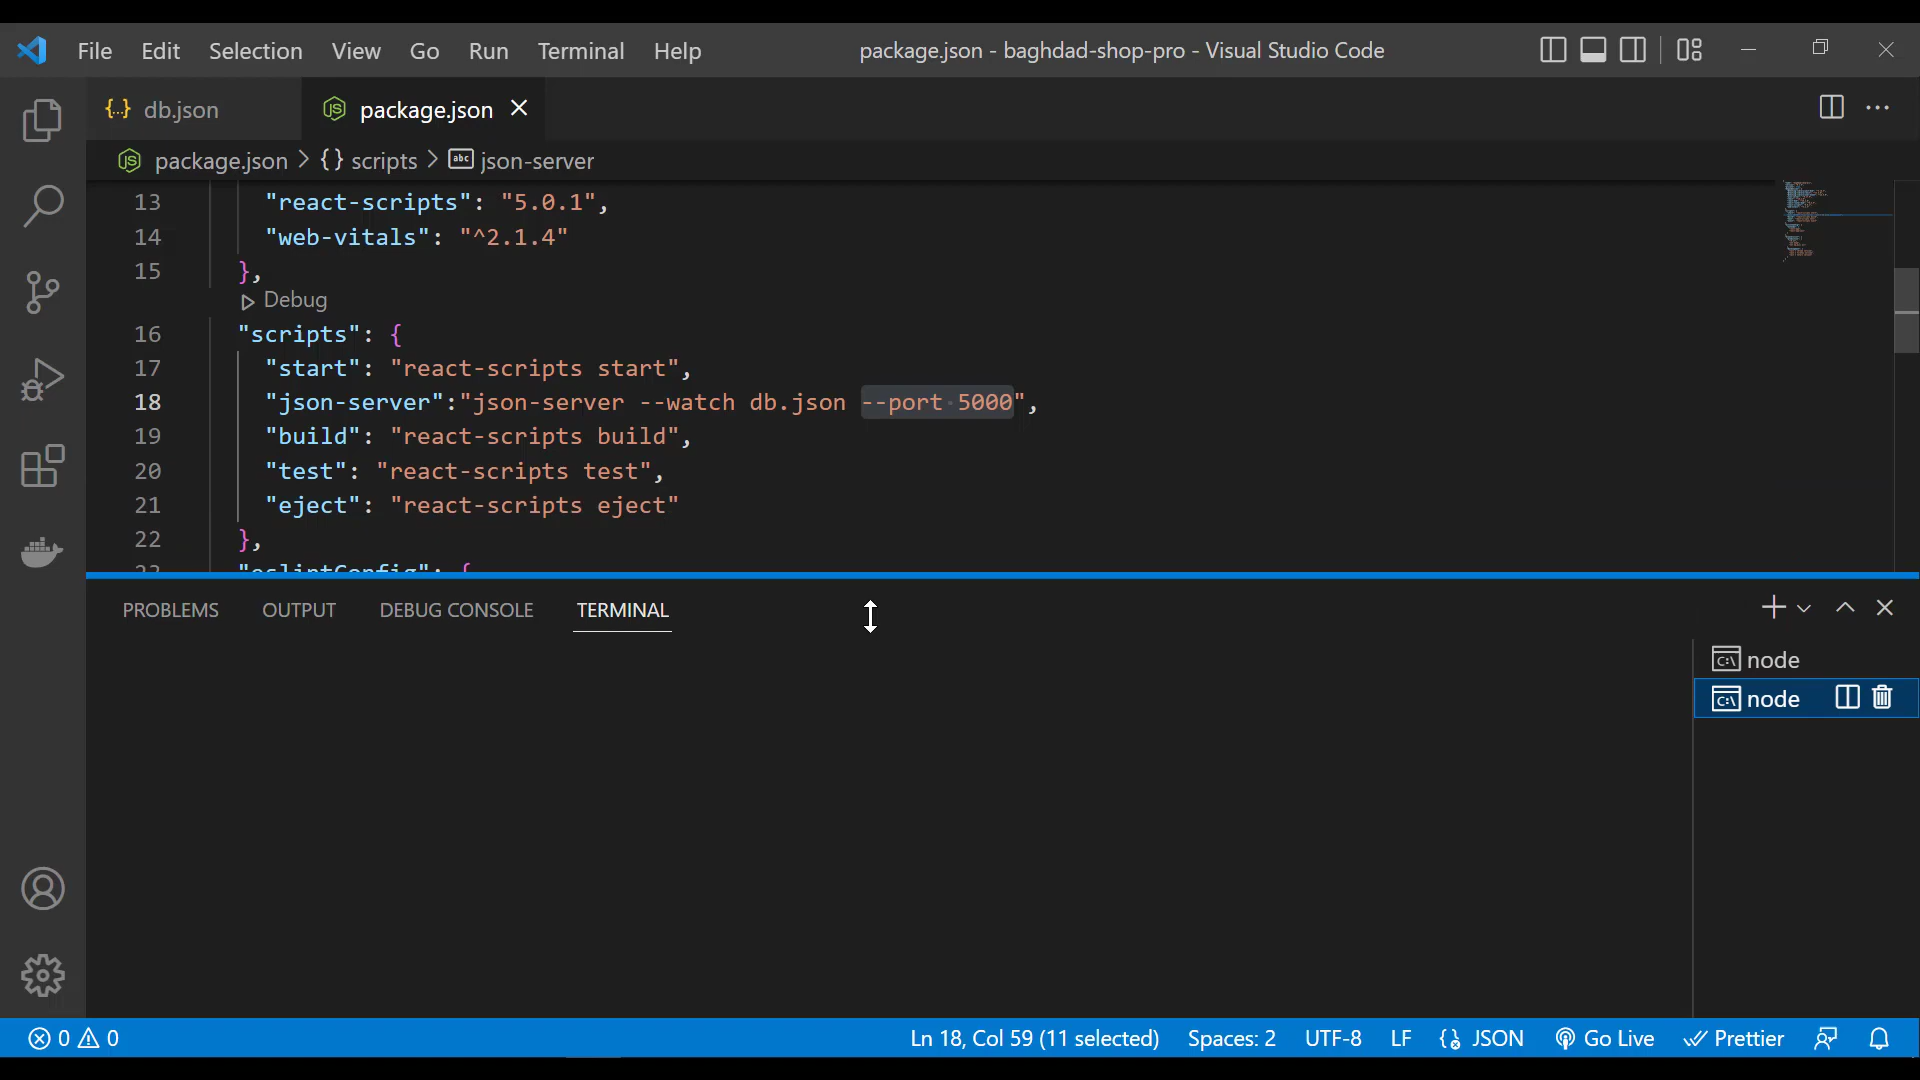 File Edit Selection View Go Run Terminal Help
package.json - baghdad-shop-pro - Visual Studio Code
{..} db.json
JS package.json
JS package.json > {} scripts > abc json-server
13 "react-scripts": "5.0.1",
14 "web-vitals": "^2.1.4"
15 },
Debug
16 "scripts": {
17 "start": "react-scripts start",
18 "json-server":"json-server --watch db.json --port 5000",
19 "build": "react-scripts build",
20 "test": "react-scripts test",
21 "eject": "react-scripts eject"
22 },
23 "eslintConfig": {
PROBLEMS OUTPUT DEBUG CONSOLE TERMINAL
C:\ node
C:\ node
0 0
Ln 18, Col 59 (11 selected) Spaces: 2 UTF-8 LF JSON Go Live Prettier